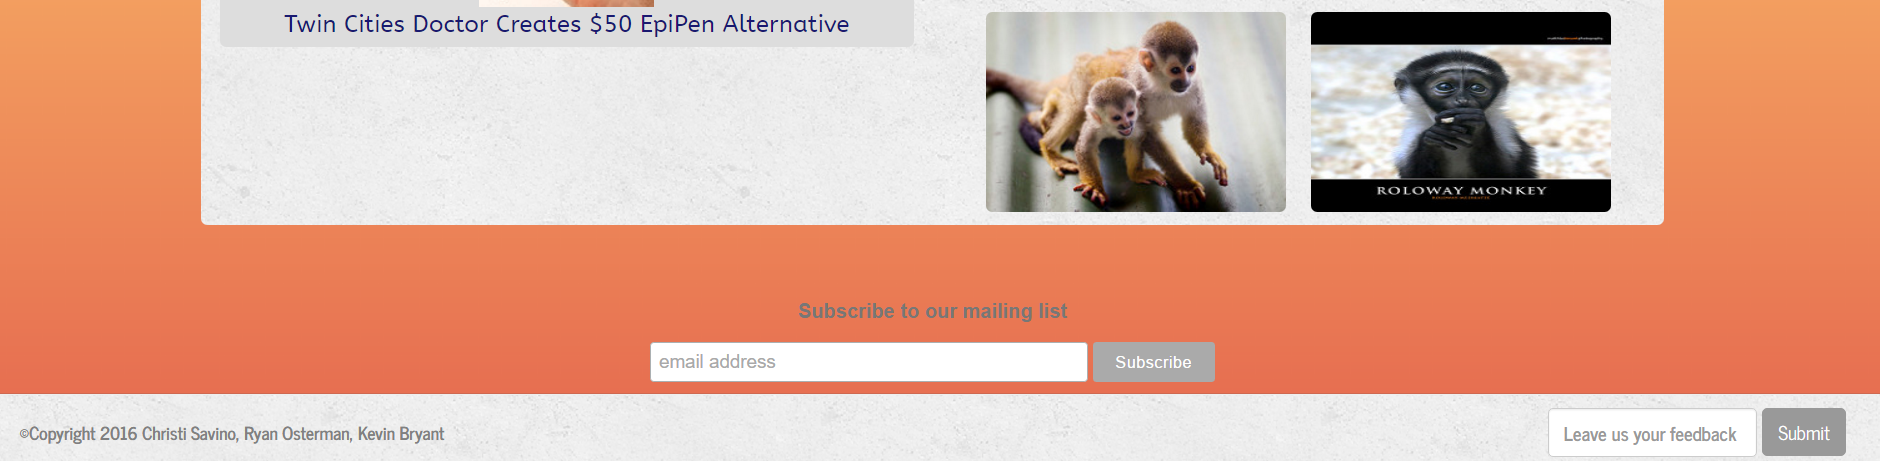 Twin Cities Doctor Creates $50 EpiPen Alternative
ROLOWAY MONKEY
Subscribe to our mailing list
email address
Subscribe
©Copyright 2016 Christi Savino, Ryan Osterman, Kevin Bryant
Leave us your feedback
Submit